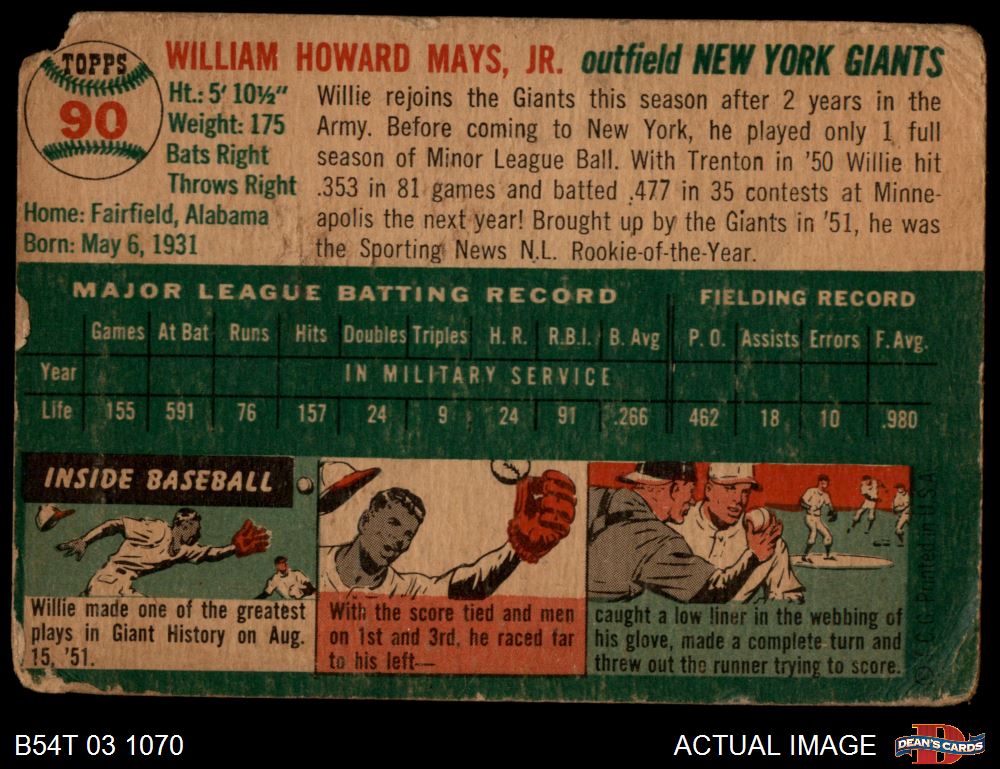 TOPPS
90
WILLIAM HOWARD MAYS, JR. outfield NEW YORK GIANTS
Ht.: 5' 10½"
Weight: 175
Bats Right
Throws Right
Home: Fairfield, Alabama
Born: May 6, 1931
Willie rejoins the Giants this season after 2 years in the
Army. Before coming to New York, he played only 1 full
season of Minor League Ball. With Trenton in '50 Willie hit
.353 in 81 games and batted .477 in 35 contests at Minne-
apolis the next year! Brought up by the Giants in '51, he was
the Sporting News N.L. Rookie-of-the-Year.
MAJOR LEAGUE BATTING RECORD FIELDING RECORD
Games At Bat Runs Hits Doubles Triples H. R. R.B.I. B. Avg P. O. Assists Errors F. Avg.
Year IN MILITARY SERVICE
Life 155 591 76 157 24 9 24 91 .266 462 18 10 .980
INSIDE BASEBALL
Willie made one of the greatest
plays in Giant History on Aug.
15, '51.
With the score tied and men
on 1st and 3rd, he raced far
to his left—
caught a low liner in the webbing of
his glove, made a complete turn and
threw out the runner trying to score.
© T.C.G. Printed in U.S.A.
B54T 03 1070
ACTUAL IMAGE
DEAN'S CARDS